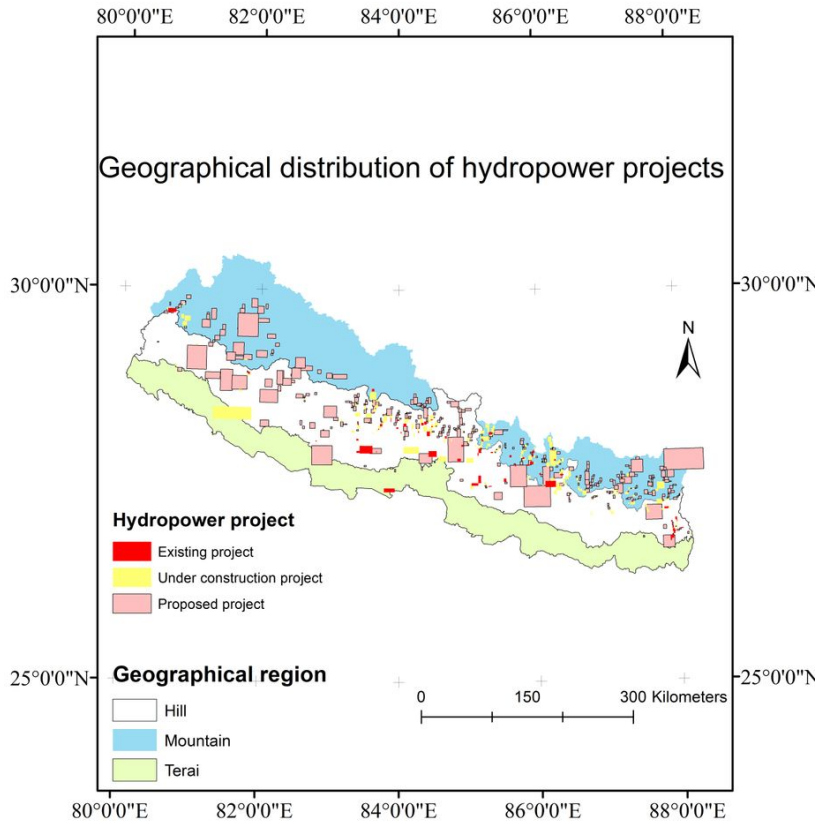 80°0'0"E 82°0'0"E 84°0'0"E 86°0'0"E 88°0'0"E
Geographical distribution of hydropower projects
30°0'0"N 30°0'0"N
N
Hydropower project
Existing project
Under construction project
Proposed project
25°0'0"N 25°0'0"N
Geographical region
0 150 300 Kilometers
Hill
Mountain
Terai
80°0'0"E 82°0'0"E 84°0'0"E 86°0'0"E 88°0'0"E